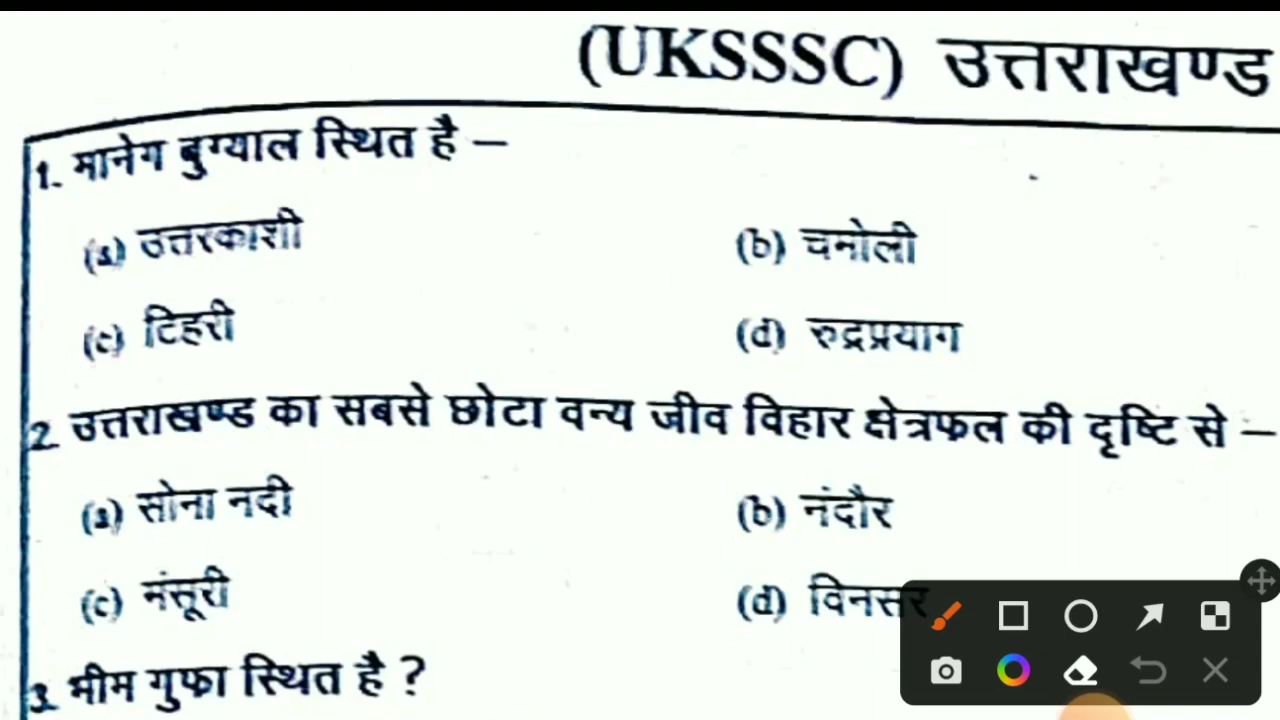 (UKSSSC) उत्तराखण्ड
1. मानेग बुग्याल स्थित है –
(a) उत्तरकाशी (b) चमोली
(c) टिहरी (d) रुद्रप्रयाग
2. उत्तराखण्ड का सबसे छोटा वन्य जीव विहार क्षेत्रफल की दृष्टि से –
(a) सोना नदी (b) नंदौर
(c) मंसूरी (d) विनसर
3. भीम गुफा स्थित है ?